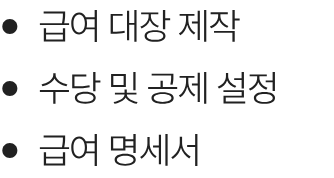 ● 급여 대장 제작
● 수당 및 공제 설정
● 급여 명세서